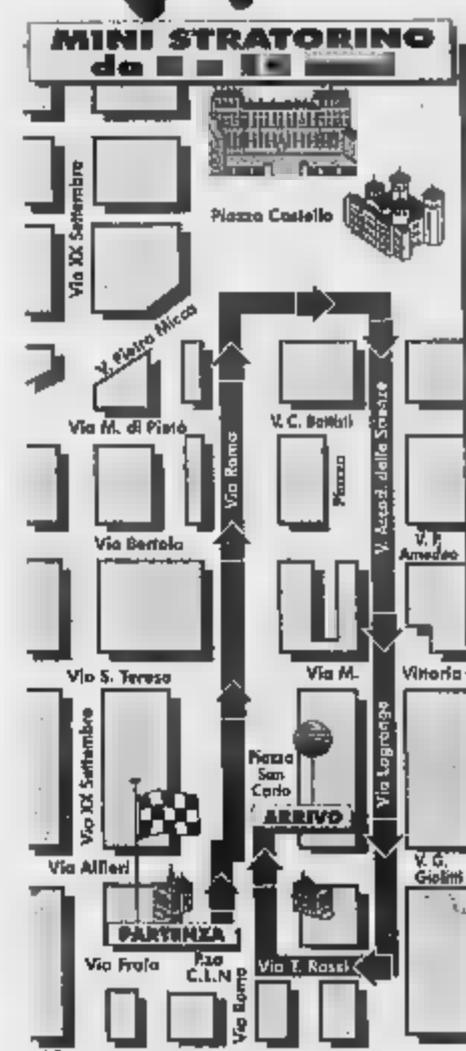 MINI STRATORINO
da
Piazza Castello
Via XX Settembre
V. Pietro Micca
Via M. di Pietà
V. C. Battisti
Via Roma
V. Accad. delle Scienze
Piazza
Via Bertola
V. P.
Amedeo
Via S. Teresa
Via M. Vittoria
Via XX Settembre
Piazza
San
Carlo
Via Lagrange
ARRIVO
Via Alfieri
V. G.
Giolitti
PARTENZA
Via Frola
P.za
C.L.N
Via T. Rossi
Via Roma